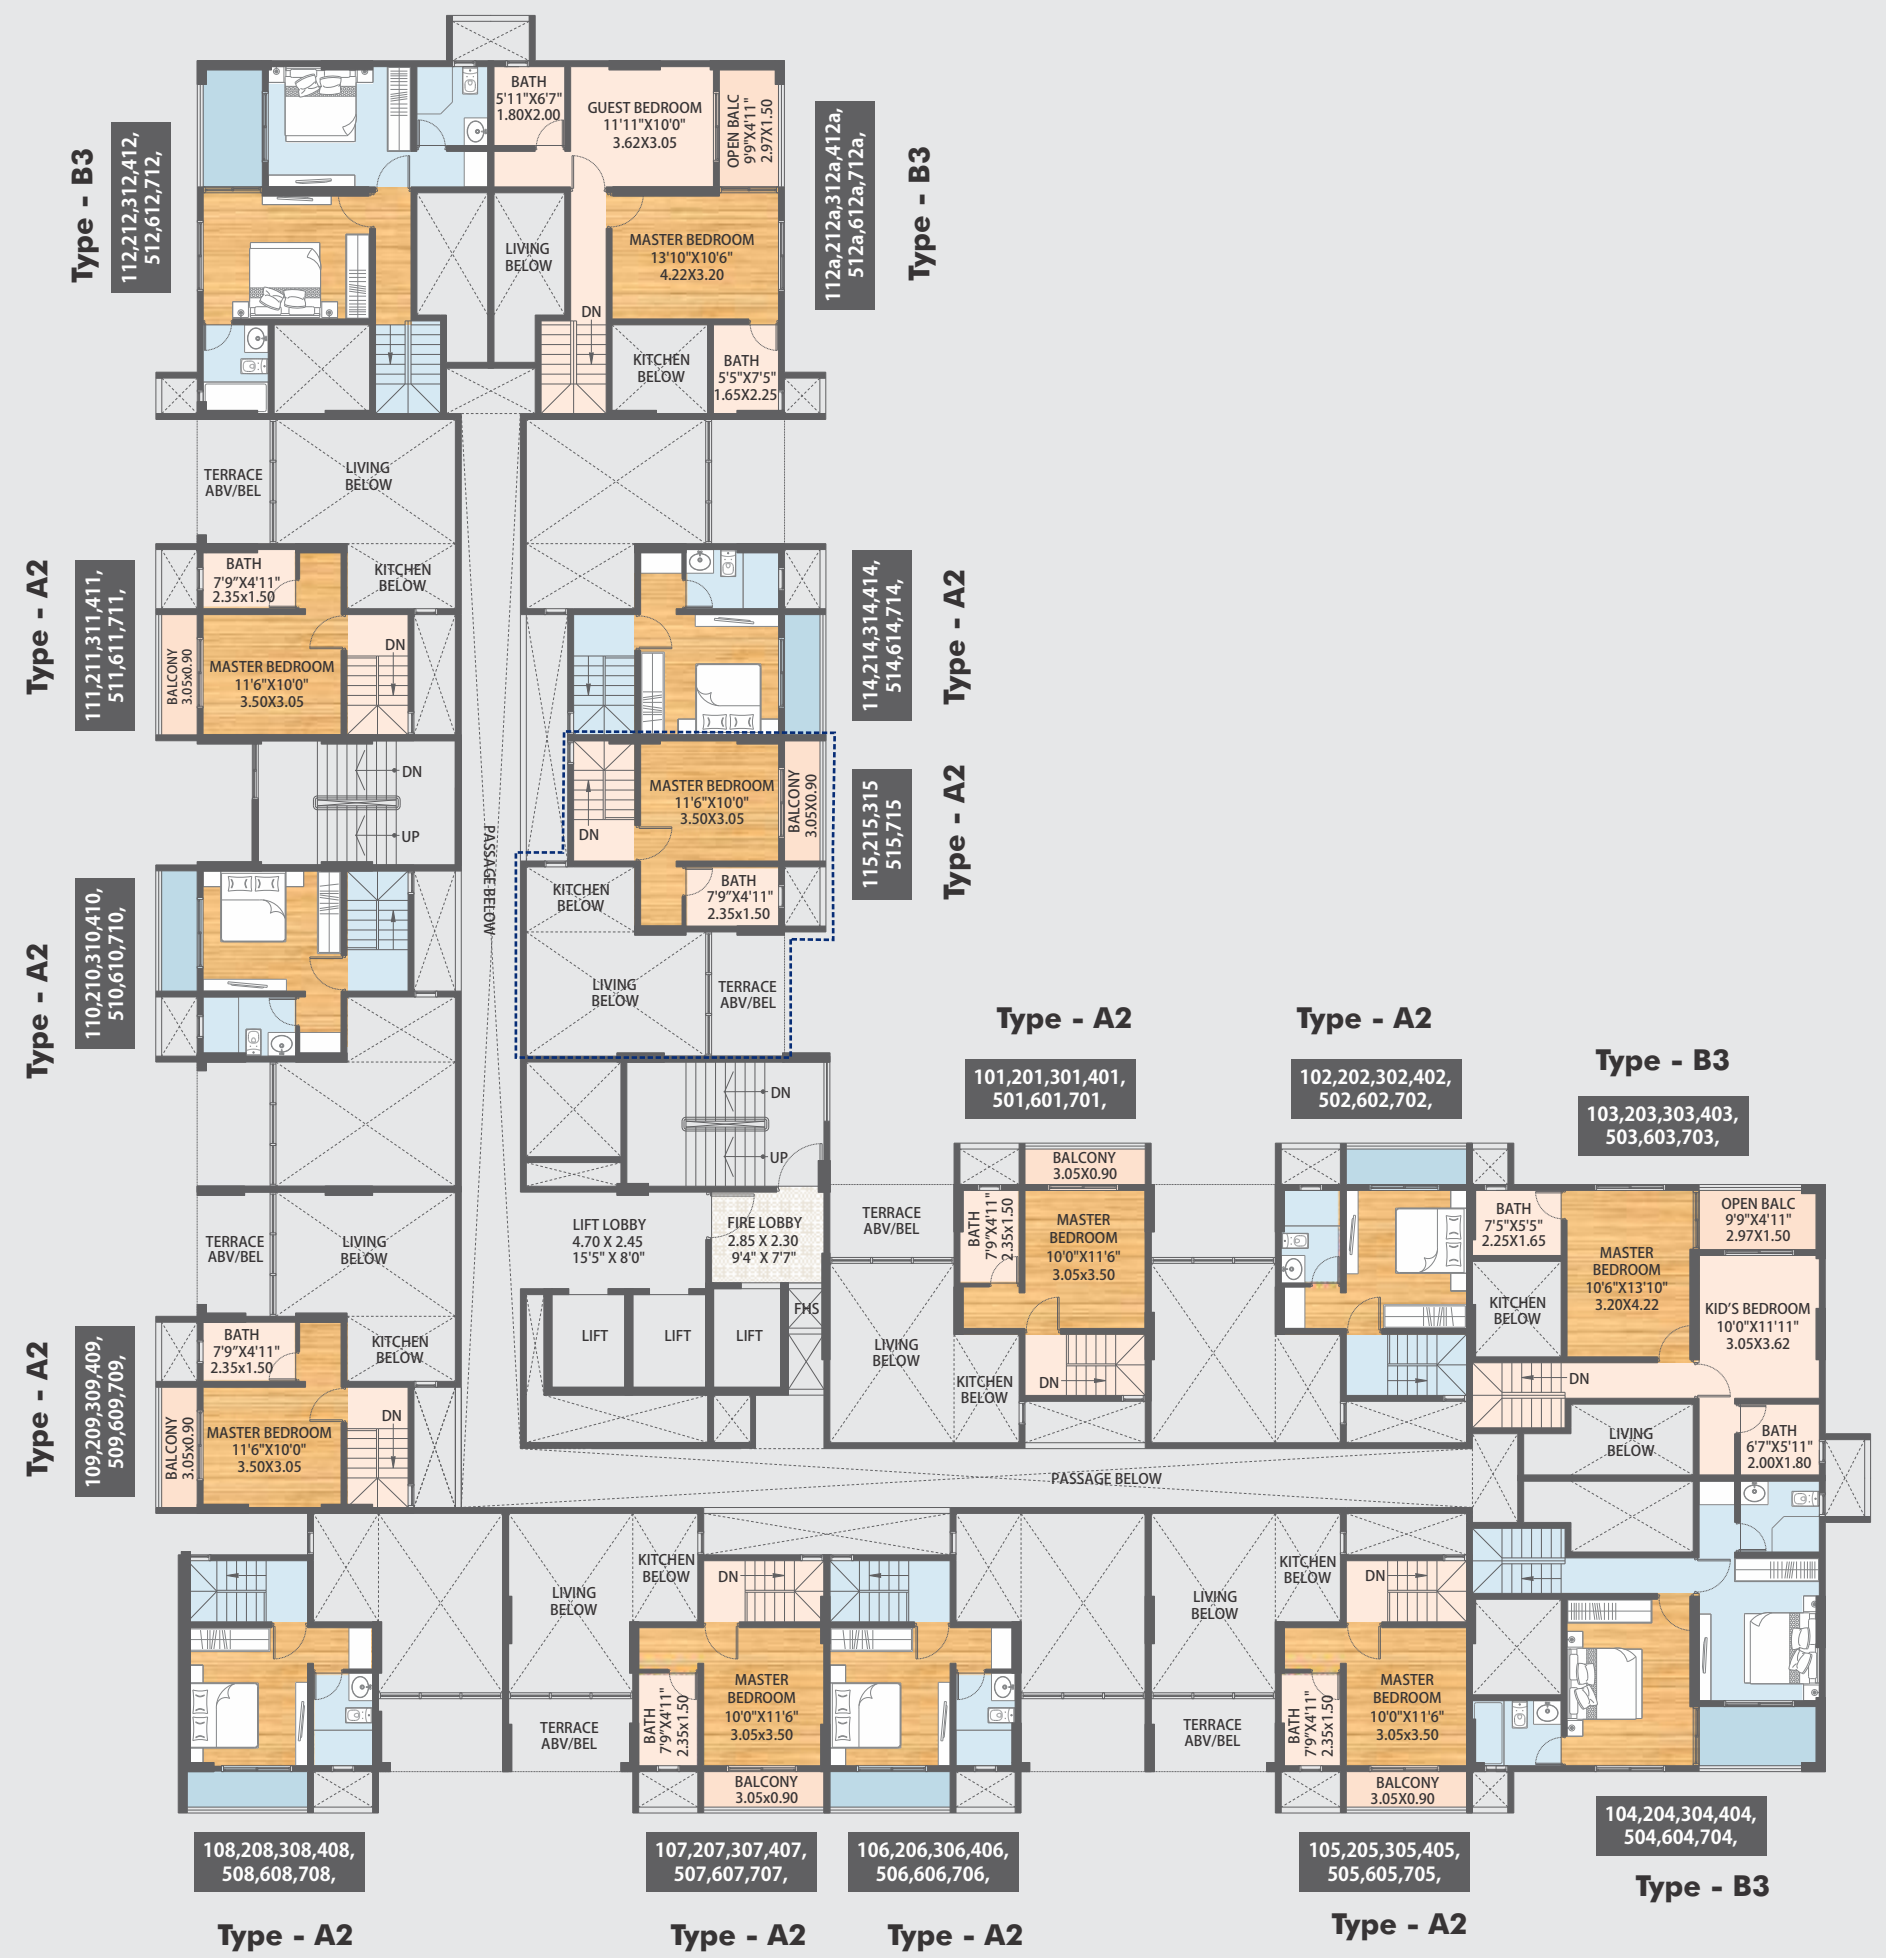 BATH
5'11"X6'7"
1.80X2.00
GUEST BEDROOM
11'11"X10'0"
3.62X3.05
OPEN BALC
9'9"X4'11"
2.97X1.50
Type - B3
112,212,312,412,
512,612,712,
112a,212a,312a,412a,
512a,612a,712a,
Type - B3
LIVING
BELOW
MASTER BEDROOM
13'10"X10'6"
4.22X3.20
DN
KITCHEN
BELOW
BATH
5'5"X7'5"
1.65X2.25
TERRACE
ABV/BEL
LIVING
BELOW
Type - A2
111,211,311,411,
511,611,711,
BATH
7'9"X4'11"
2.35x1.50
KITCHEN
BELOW
BALCONY
3.05x0.90
MASTER BEDROOM
11'6"X10'0"
3.50X3.05
DN
114,214,314,414,
514,614,714,
Type - A2
DN
UP
PASSAGE BELOW
DN
MASTER BEDROOM
11'6"X10'0"
3.50X3.05
BALCONY
3.05X0.90
115,215,315
515,715
Type - A2
KITCHEN
BELOW
BATH
7'9"X4'11"
2.35x1.50
LIVING
BELOW
TERRACE
ABV/BEL
Type - A2
110,210,310,410,
510,610,710,
DN
UP
Type - A2
101,201,301,401,
501,601,701,
Type - A2
102,202,302,402,
502,602,702,
Type - B3
103,203,303,403,
503,603,703,
TERRACE
ABV/BEL
LIVING
BELOW
LIFT LOBBY
4.70 X 2.45
15'5" X 8'0"
FIRE LOBBY
2.85 X 2.30
9'4" X 7'7"
TERRACE
ABV/BEL
BALCONY
3.05X0.90
BATH
7'9"X4'11"
2.35x1.50
MASTER
BEDROOM
10'0"X11'6"
3.05x3.50
BATH
7'5"X5'5"
2.25X1.65
MASTER
BEDROOM
10'6"X13'10"
3.20X4.22
OPEN BALC
9'9"X4'11"
2.97X1.50
KITCHEN
BELOW
KID'S BEDROOM
10'0"X11'11"
3.05X3.62
LIFT
LIFT
LIFT
FHS
LIVING
BELOW
KITCHEN
BELOW
DN
DN
LIVING
BELOW
BATH
6'7"X5'11"
2.00X1.80
Type - A2
109,209,309,409,
509,609,709,
BATH
7'9"X4'11"
2.35x1.50
KITCHEN
BELOW
BALCONY
3.05x0.90
MASTER BEDROOM
11'6"X10'0"
3.50X3.05
DN
PASSAGE BELOW
LIVING
BELOW
KITCHEN
BELOW
DN
TERRACE
ABV/BEL
BATH
7'9"X4'11"
2.35x1.50
MASTER
BEDROOM
10'0"X11'6"
3.05x3.50
BALCONY
3.05x0.90
LIVING
BELOW
KITCHEN
BELOW
DN
TERRACE
ABV/BEL
BATH
7'9"X4'11"
2.35x1.50
MASTER
BEDROOM
10'0"X11'6"
3.05x3.50
BALCONY
3.05X0.90
108,208,308,408,
508,608,708,
Type - A2
107,207,307,407,
507,607,707,
Type - A2
106,206,306,406,
506,606,706,
Type - A2
105,205,305,405,
505,605,705,
Type - A2
104,204,304,404,
504,604,704,
Type - B3